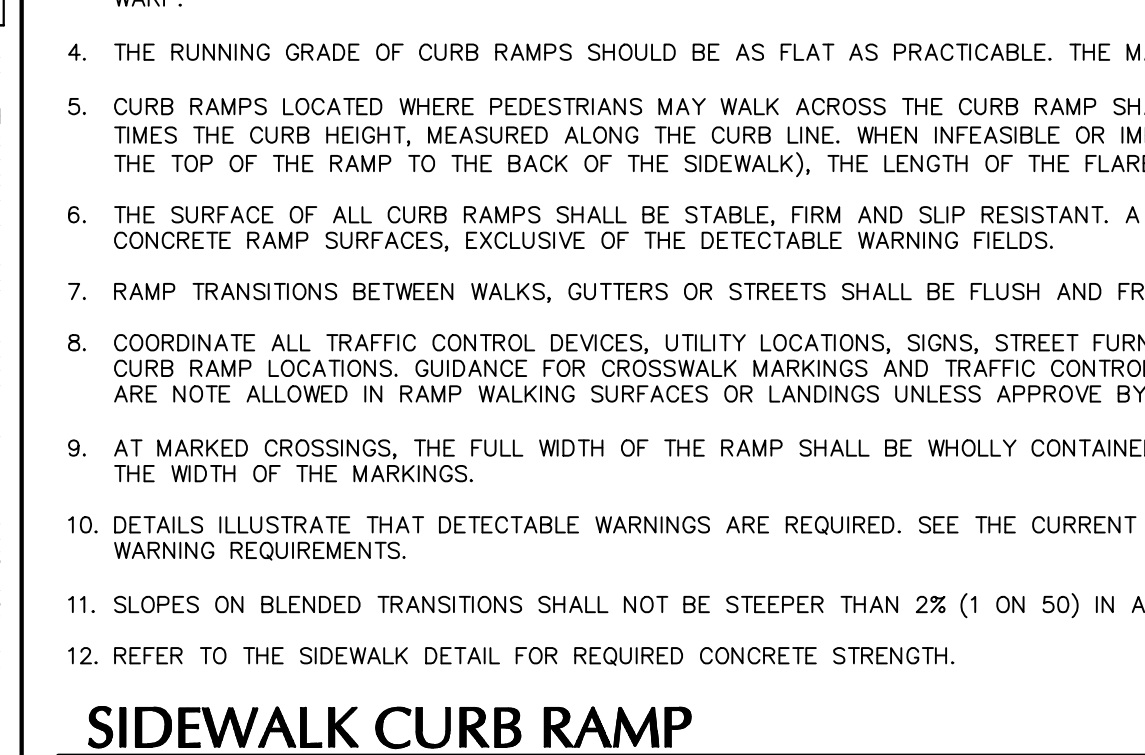 WARP.
4. THE RUNNING GRADE OF CURB RAMPS SHOULD BE AS FLAT AS PRACTICABLE. THE
5. CURB RAMPS LOCATED WHERE PEDESTRIANS MAY WALK ACROSS THE CURB RAMP
TIMES THE CURB HEIGHT, MEASURED ALONG THE CURB LINE. WHEN INFEASIBLE OR
THE TOP OF THE RAMP TO THE BACK OF THE SIDEWALK), THE LENGTH OF THE
6. THE SURFACE OF ALL CURB RAMPS SHALL BE STABLE, FIRM AND SLIP RESISTANT. A
CONCRETE RAMP SURFACES, EXCLUSIVE OF THE DETECTABLE WARNING FIELDS.
7. RAMP TRANSITIONS BETWEEN WALKS, GUTTERS OR STREETS SHALL BE FLUSH AND
8. COORDINATE ALL TRAFFIC CONTROL DEVICES, UTILITY LOCATIONS, SIGNS, STREET
CURB RAMP LOCATIONS. GUIDANCE FOR CROSSWALK MARKINGS AND TRAFFIC
ARE NOTE ALLOWED IN RAMP WALKING SURFACES OR LANDINGS UNLESS APPROVE BY
9. AT MARKED CROSSINGS, THE FULL WIDTH OF THE RAMP SHALL BE WHOLLY
THE WIDTH OF THE MARKINGS.
10. DETAILS ILLUSTRATE THAT DETECTABLE WARNINGS ARE REQUIRED. SEE THE CURRENT
WARNING REQUIREMENTS.
11. SLOPES ON BLENDED TRANSITIONS SHALL NOT BE STEEPER THAN 2% (1 ON 50) IN
12. REFER TO THE SIDEWALK DETAIL FOR REQUIRED CONCRETE STRENGTH.
SIDEWALK CURB RAMP